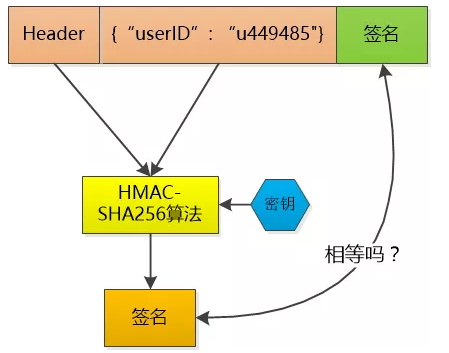 Header {“userID”:“u449485"} 签名
HMAC-
SHA256算法
密钥
相等吗？
签名